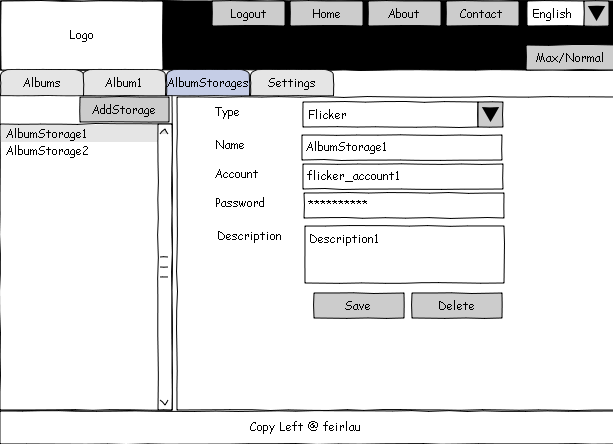 Logo
Logout Home About Contact English
Max/Normal
Albums Album1 AlbumStorages Settings
AddStorage
AlbumStorage1
AlbumStorage2
Type Flicker
Name AlbumStorage1
Account flicker_account1
Password **********
Description Description1
Save Delete
Copy Left @ feirlau